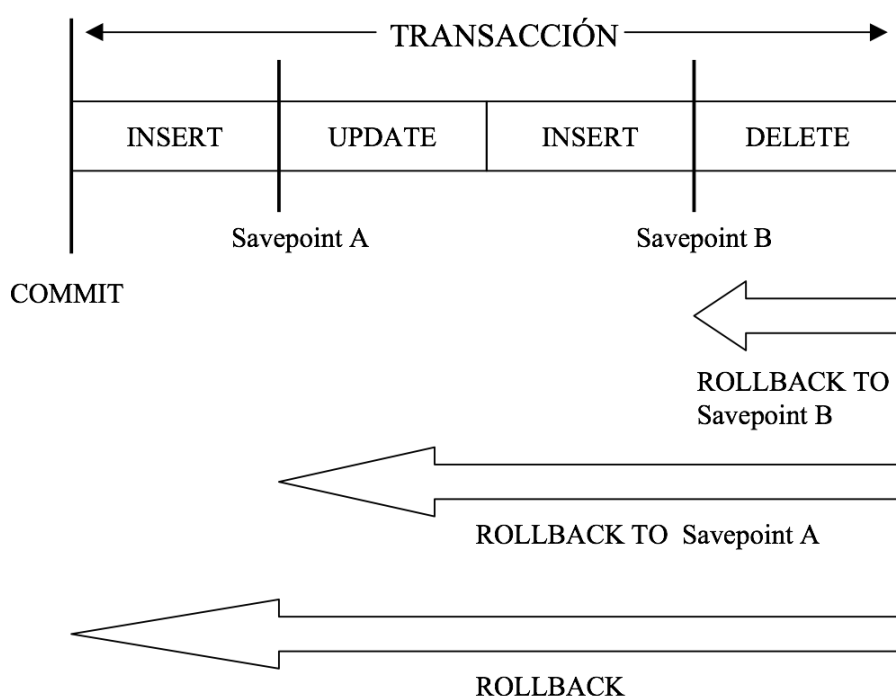 TRANSACCIÓN
INSERT UPDATE INSERT DELETE
Savepoint A Savepoint B
COMMIT
ROLLBACK TO
Savepoint B
ROLLBACK TO Savepoint A
ROLLBACK